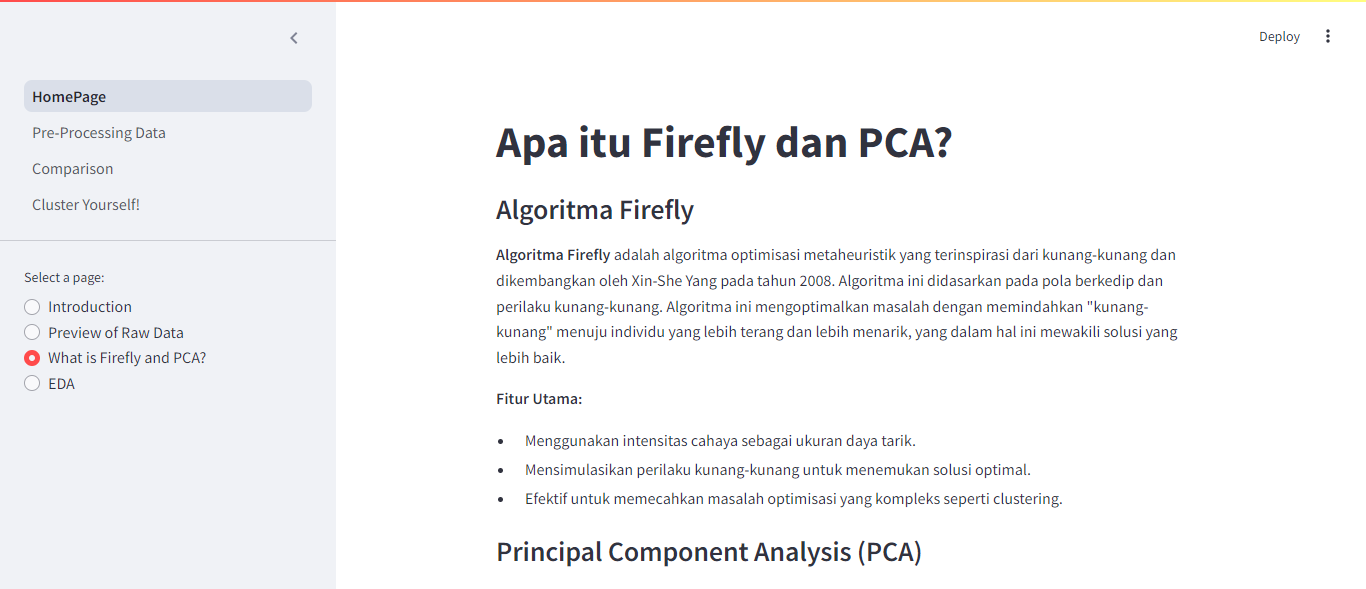 Deploy
HomePage
Pre-Processing Data
Comparison
Cluster Yourself!
Select a page:
Introduction
Preview of Raw Data
What is Firefly and PCA?
EDA
Apa itu Firefly dan PCA?
Algoritma Firefly
Algoritma Firefly adalah algoritma optimisasi metaheuristik yang terinspirasi dari kunang-kunang dan
dikembangkan oleh Xin-She Yang pada tahun 2008. Algoritma ini didasarkan pada pola berkedip dan
perilaku kunang-kunang. Algoritma ini mengoptimalkan masalah dengan memindahkan "kunang-
kunang" menuju individu yang lebih terang dan lebih menarik, yang dalam hal ini mewakili solusi yang
lebih baik.
Fitur Utama:
• Menggunakan intensitas cahaya sebagai ukuran daya tarik.
• Mensimulasikan perilaku kunang-kunang untuk menemukan solusi optimal.
• Efektif untuk memecahkan masalah optimisasi yang kompleks seperti clustering.
Principal Component Analysis (PCA)